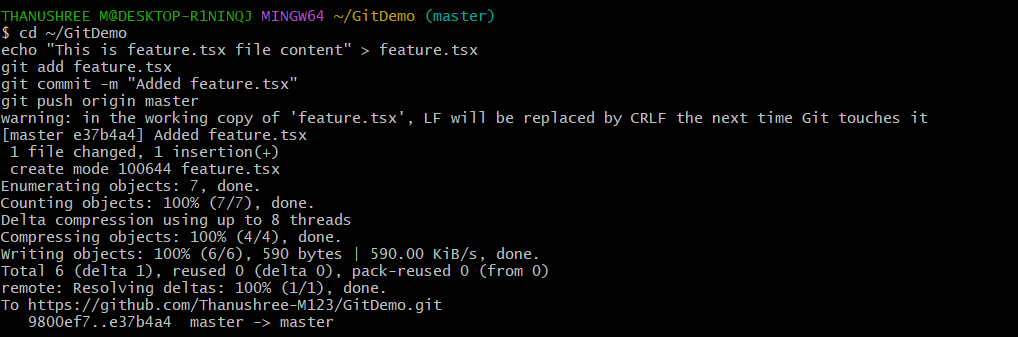 THANUSHREE M@DESKTOP-R1NINQJ MINGW64 ~/GitDemo (master)
$ cd ~/GitDemo
echo "This is feature.tsx file content" > feature.tsx
git add feature.tsx
git commit -m "Added feature.tsx"
git push origin master
warning: in the working copy of 'feature.tsx', LF will be replaced by CRLF the next time Git touches it
[master e37b4a4] Added feature.tsx
 1 file changed, 1 insertion(+)
 create mode 100644 feature.tsx
Enumerating objects: 7, done.
Counting objects: 100% (7/7), done.
Delta compression using up to 8 threads
Compressing objects: 100% (4/4), done.
Writing objects: 100% (6/6), 590 bytes | 590.00 KiB/s, done.
Total 6 (delta 1), reused 0 (delta 0), pack-reused 0 (from 0)
remote: Resolving deltas: 100% (1/1), done.
To https://github.com/Thanushree-M123/GitDemo.git
   9800ef7..e37b4a4  master -> master